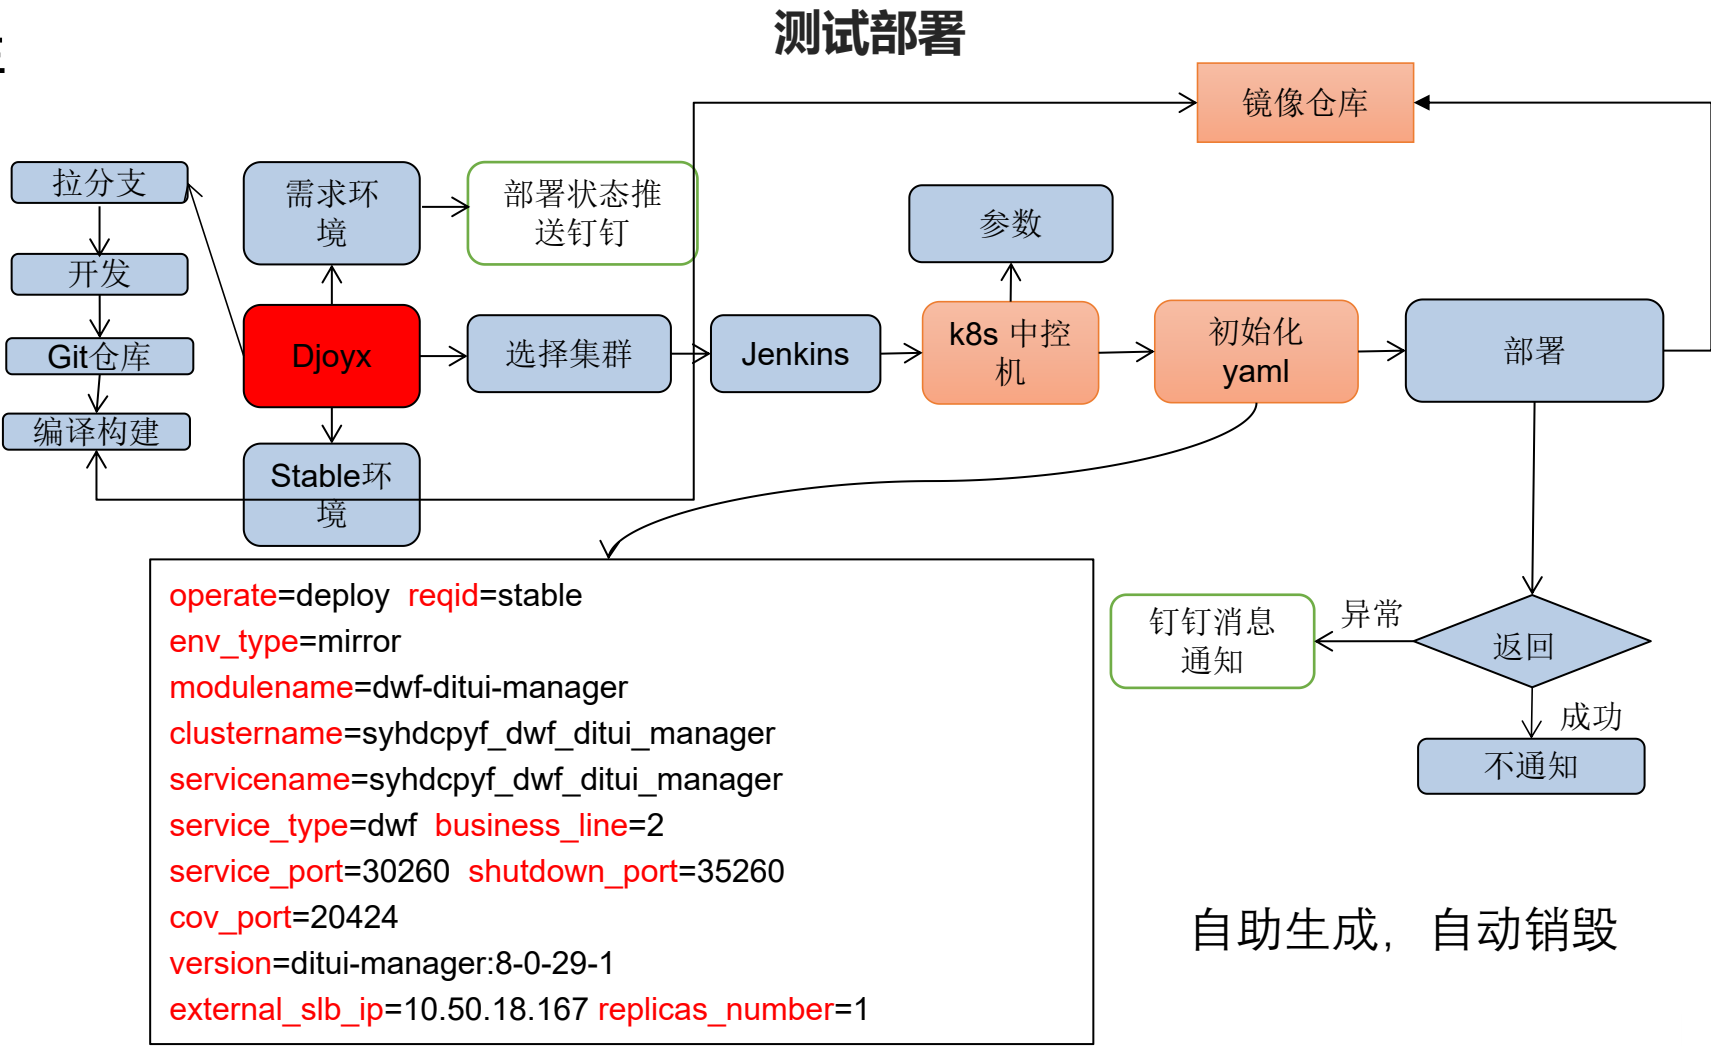 测试部署
镜像仓库
拉分支
开发
Git仓库
编译构建
需求环
境
部署状态推
送钉钉
Djoyx
选择集群
Jenkins
参数
k8s 中控
机
初始化
yaml
部署
Stable环
境
operate=deploy reqid=stable
env_type=mirror
modulename=dwf-ditui-manager
clustername=syhdcpyf_dwf_ditui_manager
servicename=syhdcpyf_dwf_ditui_manager
service_type=dwf business_line=2
service_port=30260 shutdown_port=35260
cov_port=20424
version=ditui-manager:8-0-29-1
external_slb_ip=10.50.18.167 replicas_number=1
钉钉消息
通知
异常
返回
成功
不通知
自助生成，自动销毁